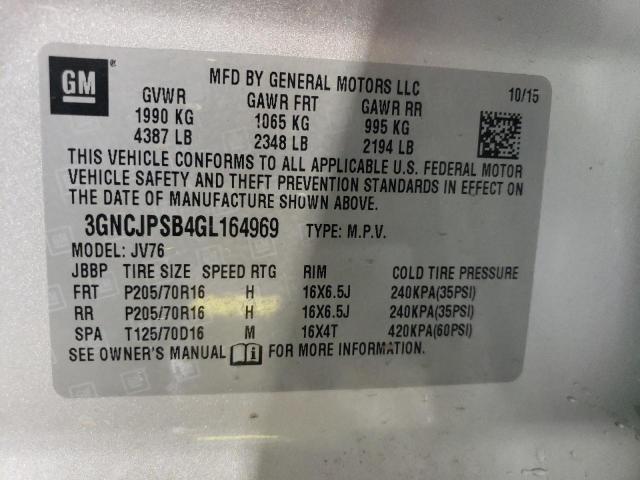 GM ®
MFD BY GENERAL MOTORS LLC
10/15
GVWR GAWR FRT GAWR RR
1990 KG 1065 KG 995 KG
4387 LB 2348 LB 2194 LB
THIS VEHICLE CONFORMS TO ALL APPLICABLE U.S. FEDERAL MOTOR
VEHICLE SAFETY AND THEFT PREVENTION STANDARDS IN EFFECT ON
THE DATE OF MANUFACTURE SHOWN ABOVE.
3GNCJPSB4GL164969 TYPE: M.P.V.
MODEL: JV76
JBBP TIRE SIZE SPEED RTG RIM COLD TIRE PRESSURE
FRT P205/70R16 H 16X6.5J 240KPA(35PSI)
RR P205/70R16 H 16X6.5J 240KPA(35PSI)
SPA T125/70D16 M 16X4T 420KPA(60PSI)
SEE OWNER'S MANUAL i FOR MORE INFORMATION.